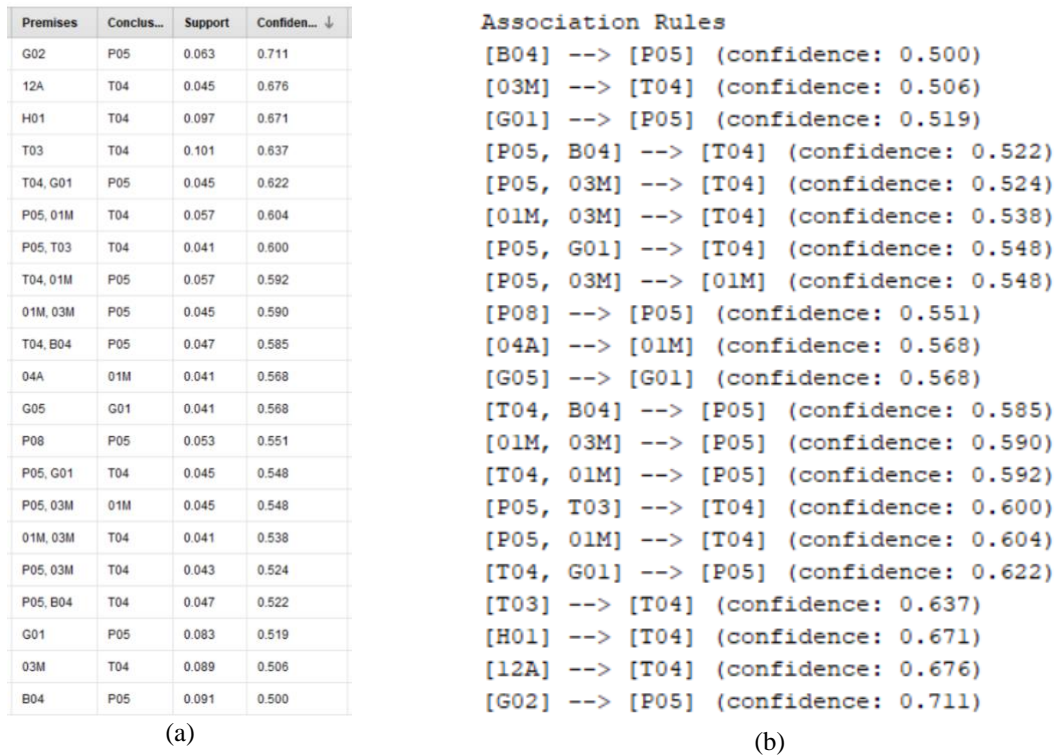 Premises Conclus... Support Confiden... ↓
G02 P05 0.063 0.711
12A T04 0.045 0.676
H01 T04 0.097 0.671
T03 T04 0.101 0.637
T04, G01 P05 0.045 0.622
P05, 01M T04 0.057 0.604
P05, T03 T04 0.041 0.600
T04, 01M P05 0.057 0.592
01M, 03M P05 0.045 0.590
T04, B04 P05 0.047 0.585
04A 01M 0.041 0.568
G05 G01 0.041 0.568
P08 P05 0.053 0.551
P05, G01 T04 0.045 0.548
P05, 03M 01M 0.045 0.548
01M, 03M T04 0.041 0.538
P05, 03M T04 0.043 0.524
P05, B04 T04 0.047 0.522
G01 P05 0.083 0.519
03M T04 0.089 0.506
B04 P05 0.091 0.500
(a)
Association Rules
[B04] --> [P05] (confidence: 0.500)
[03M] --> [T04] (confidence: 0.506)
[G01] --> [P05] (confidence: 0.519)
[P05, B04] --> [T04] (confidence: 0.522)
[P05, 03M] --> [T04] (confidence: 0.524)
[01M, 03M] --> [T04] (confidence: 0.538)
[P05, G01] --> [T04] (confidence: 0.548)
[P05, 03M] --> [01M] (confidence: 0.548)
[P08] --> [P05] (confidence: 0.551)
[04A] --> [01M] (confidence: 0.568)
[G05] --> [G01] (confidence: 0.568)
[T04, B04] --> [P05] (confidence: 0.585)
[01M, 03M] --> [P05] (confidence: 0.590)
[T04, 01M] --> [P05] (confidence: 0.592)
[P05, T03] --> [T04] (confidence: 0.600)
[P05, 01M] --> [T04] (confidence: 0.604)
[T04, G01] --> [P05] (confidence: 0.622)
[T03] --> [T04] (confidence: 0.637)
[H01] --> [T04] (confidence: 0.671)
[12A] --> [T04] (confidence: 0.676)
[G02] --> [P05] (confidence: 0.711)
(b)